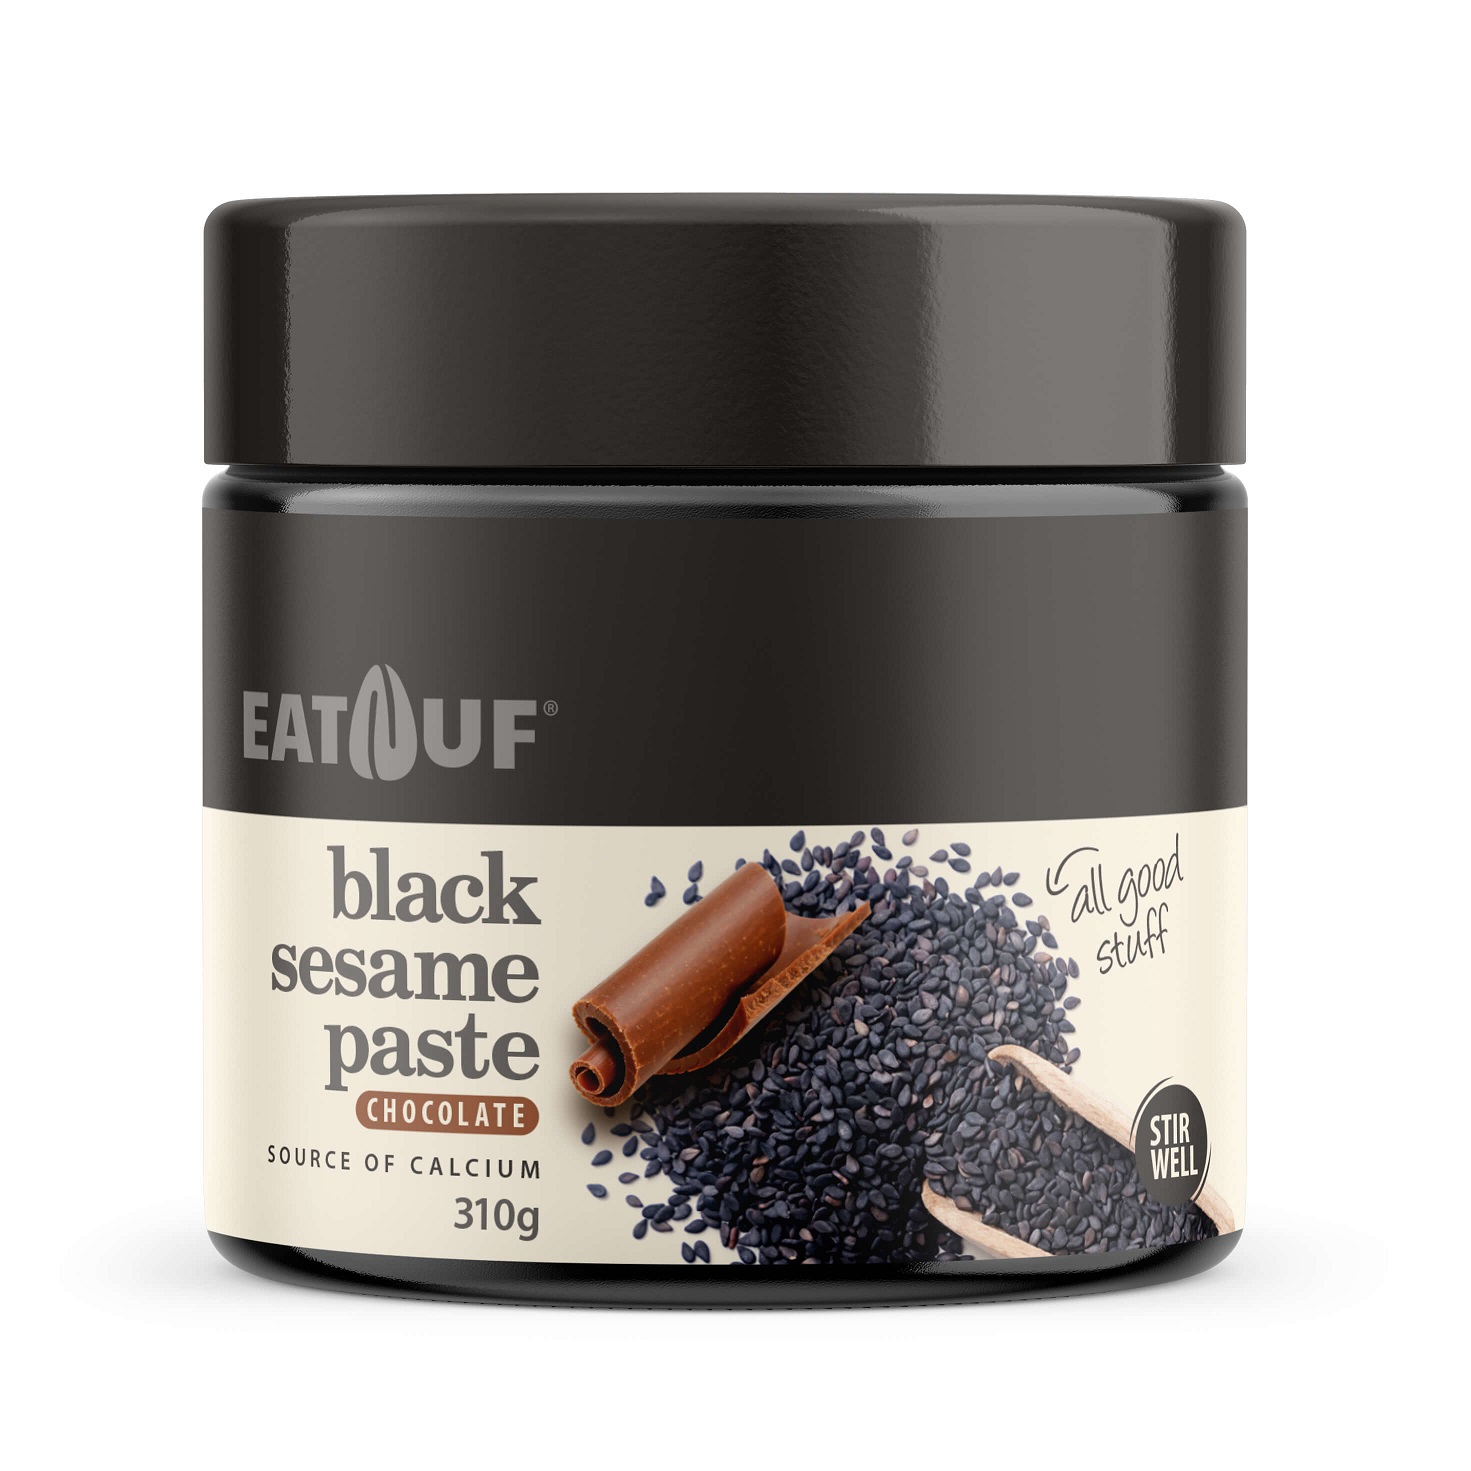 EATNUF®
black
sesame
paste
CHOCOLATE
SOURCE OF CALCIUM
310g
all good
stuff
STIR
WELL